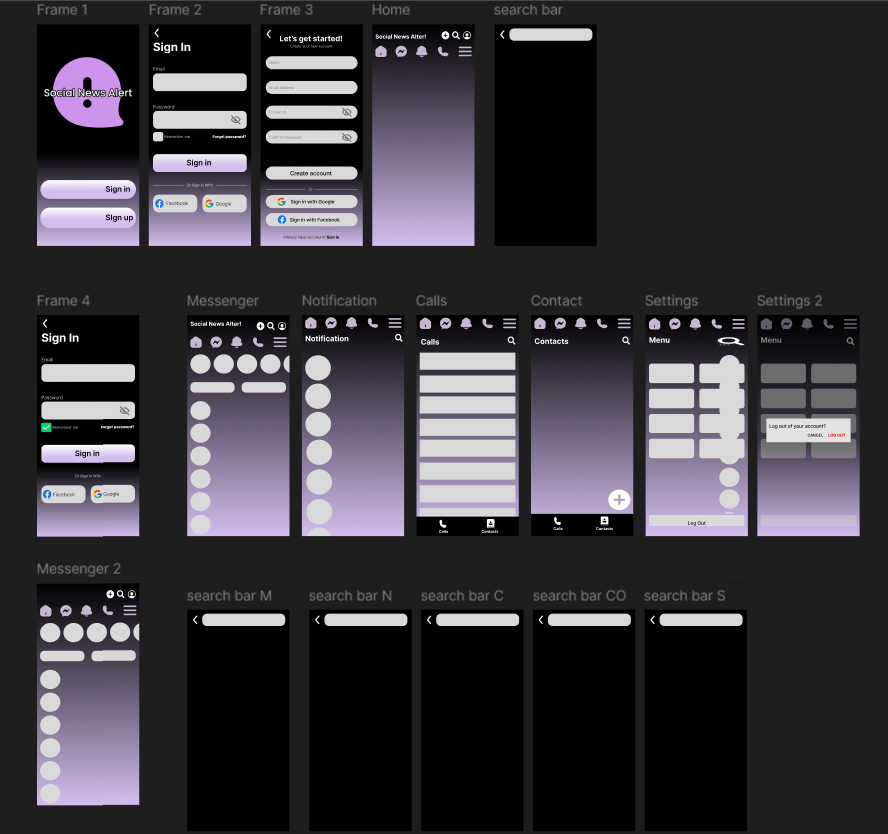 Frame 1
Frame 2
Frame 3
Home
search bar
Social News Alert
Sign in
SIgn up
Sign In
Email
Password
Remember me
Forget password?
Sign in
Or Sign In With
Facebook
Google
Let's get started!
Create your new account
Name
Email address
Password
Create account
Or
Sign in with Google
Sign in with Facebook
Already have account? Sign in
Social News Alter!
Frame 4
Messenger
Notification
Calls
Contact
Settings
Settings 2
Sign In
Email
Password
Remember me
Forget password?
Sign in
Or Sign In With
Facebook
Google
Social News Alter!
Notification
Calls
Calls
Contacts
Contacts
Calls
Contacts
Menu
Log Out
Menu
Log out of your account?
CANCEL
LOG OUT
Messenger 2
search bar M
search bar N
search bar C
search bar CO
search bar S